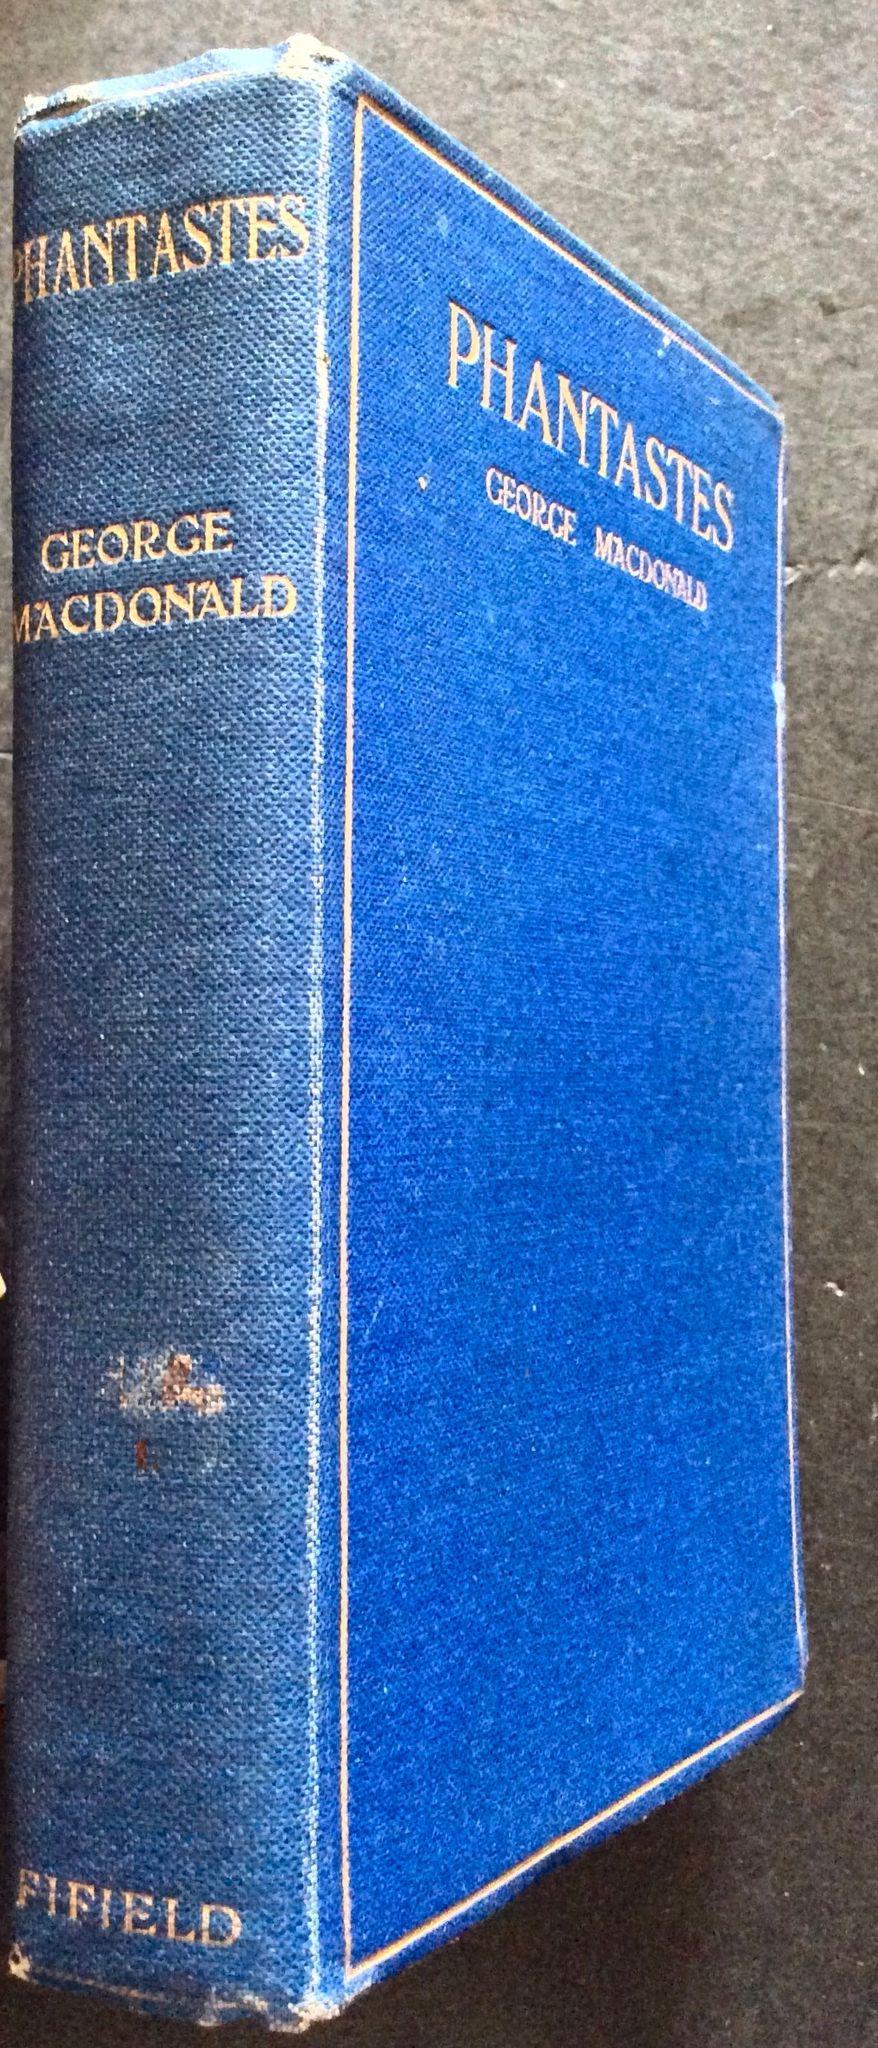 PHANTASTES
GEORGE
MACDONALD
FIFIELD
PHANTASTES
GEORGE MACDONALD